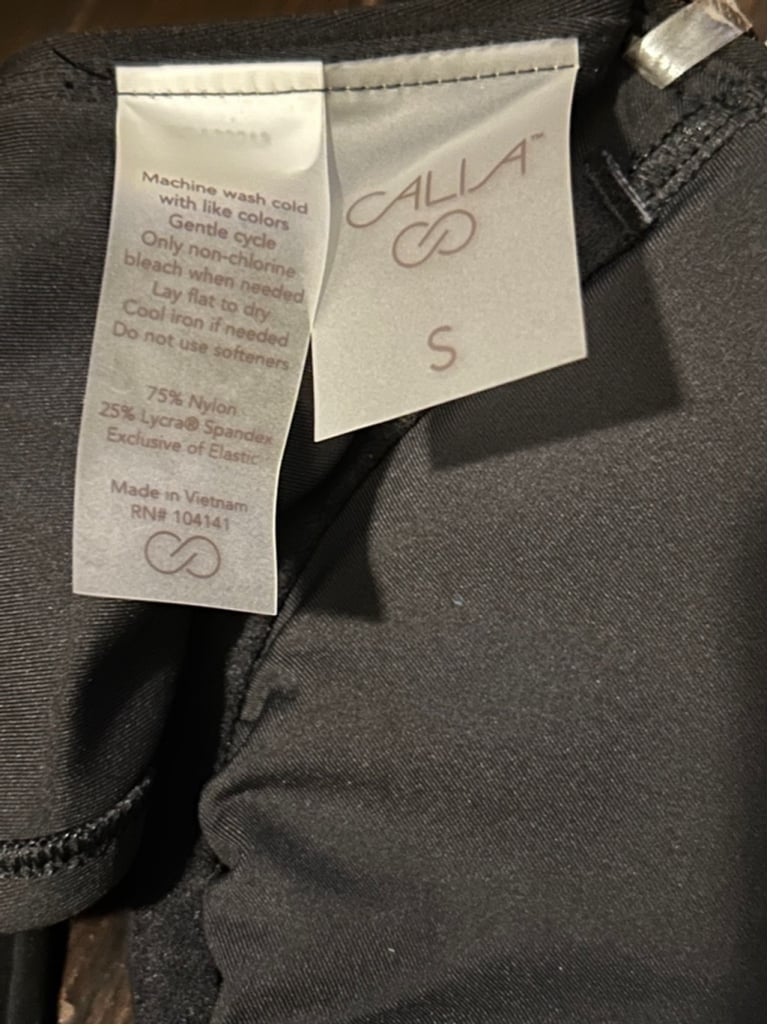 Machine wash cold
with like colors
Gentle cycle
Only non-chlorine
bleach when needed
Lay flat to dry
Cool iron if needed
Do not use softeners
75% Nylon
25% Lycra® Spandex
Exclusive of Elastic
Made in Vietnam
RN# 104141
CALIA™
S